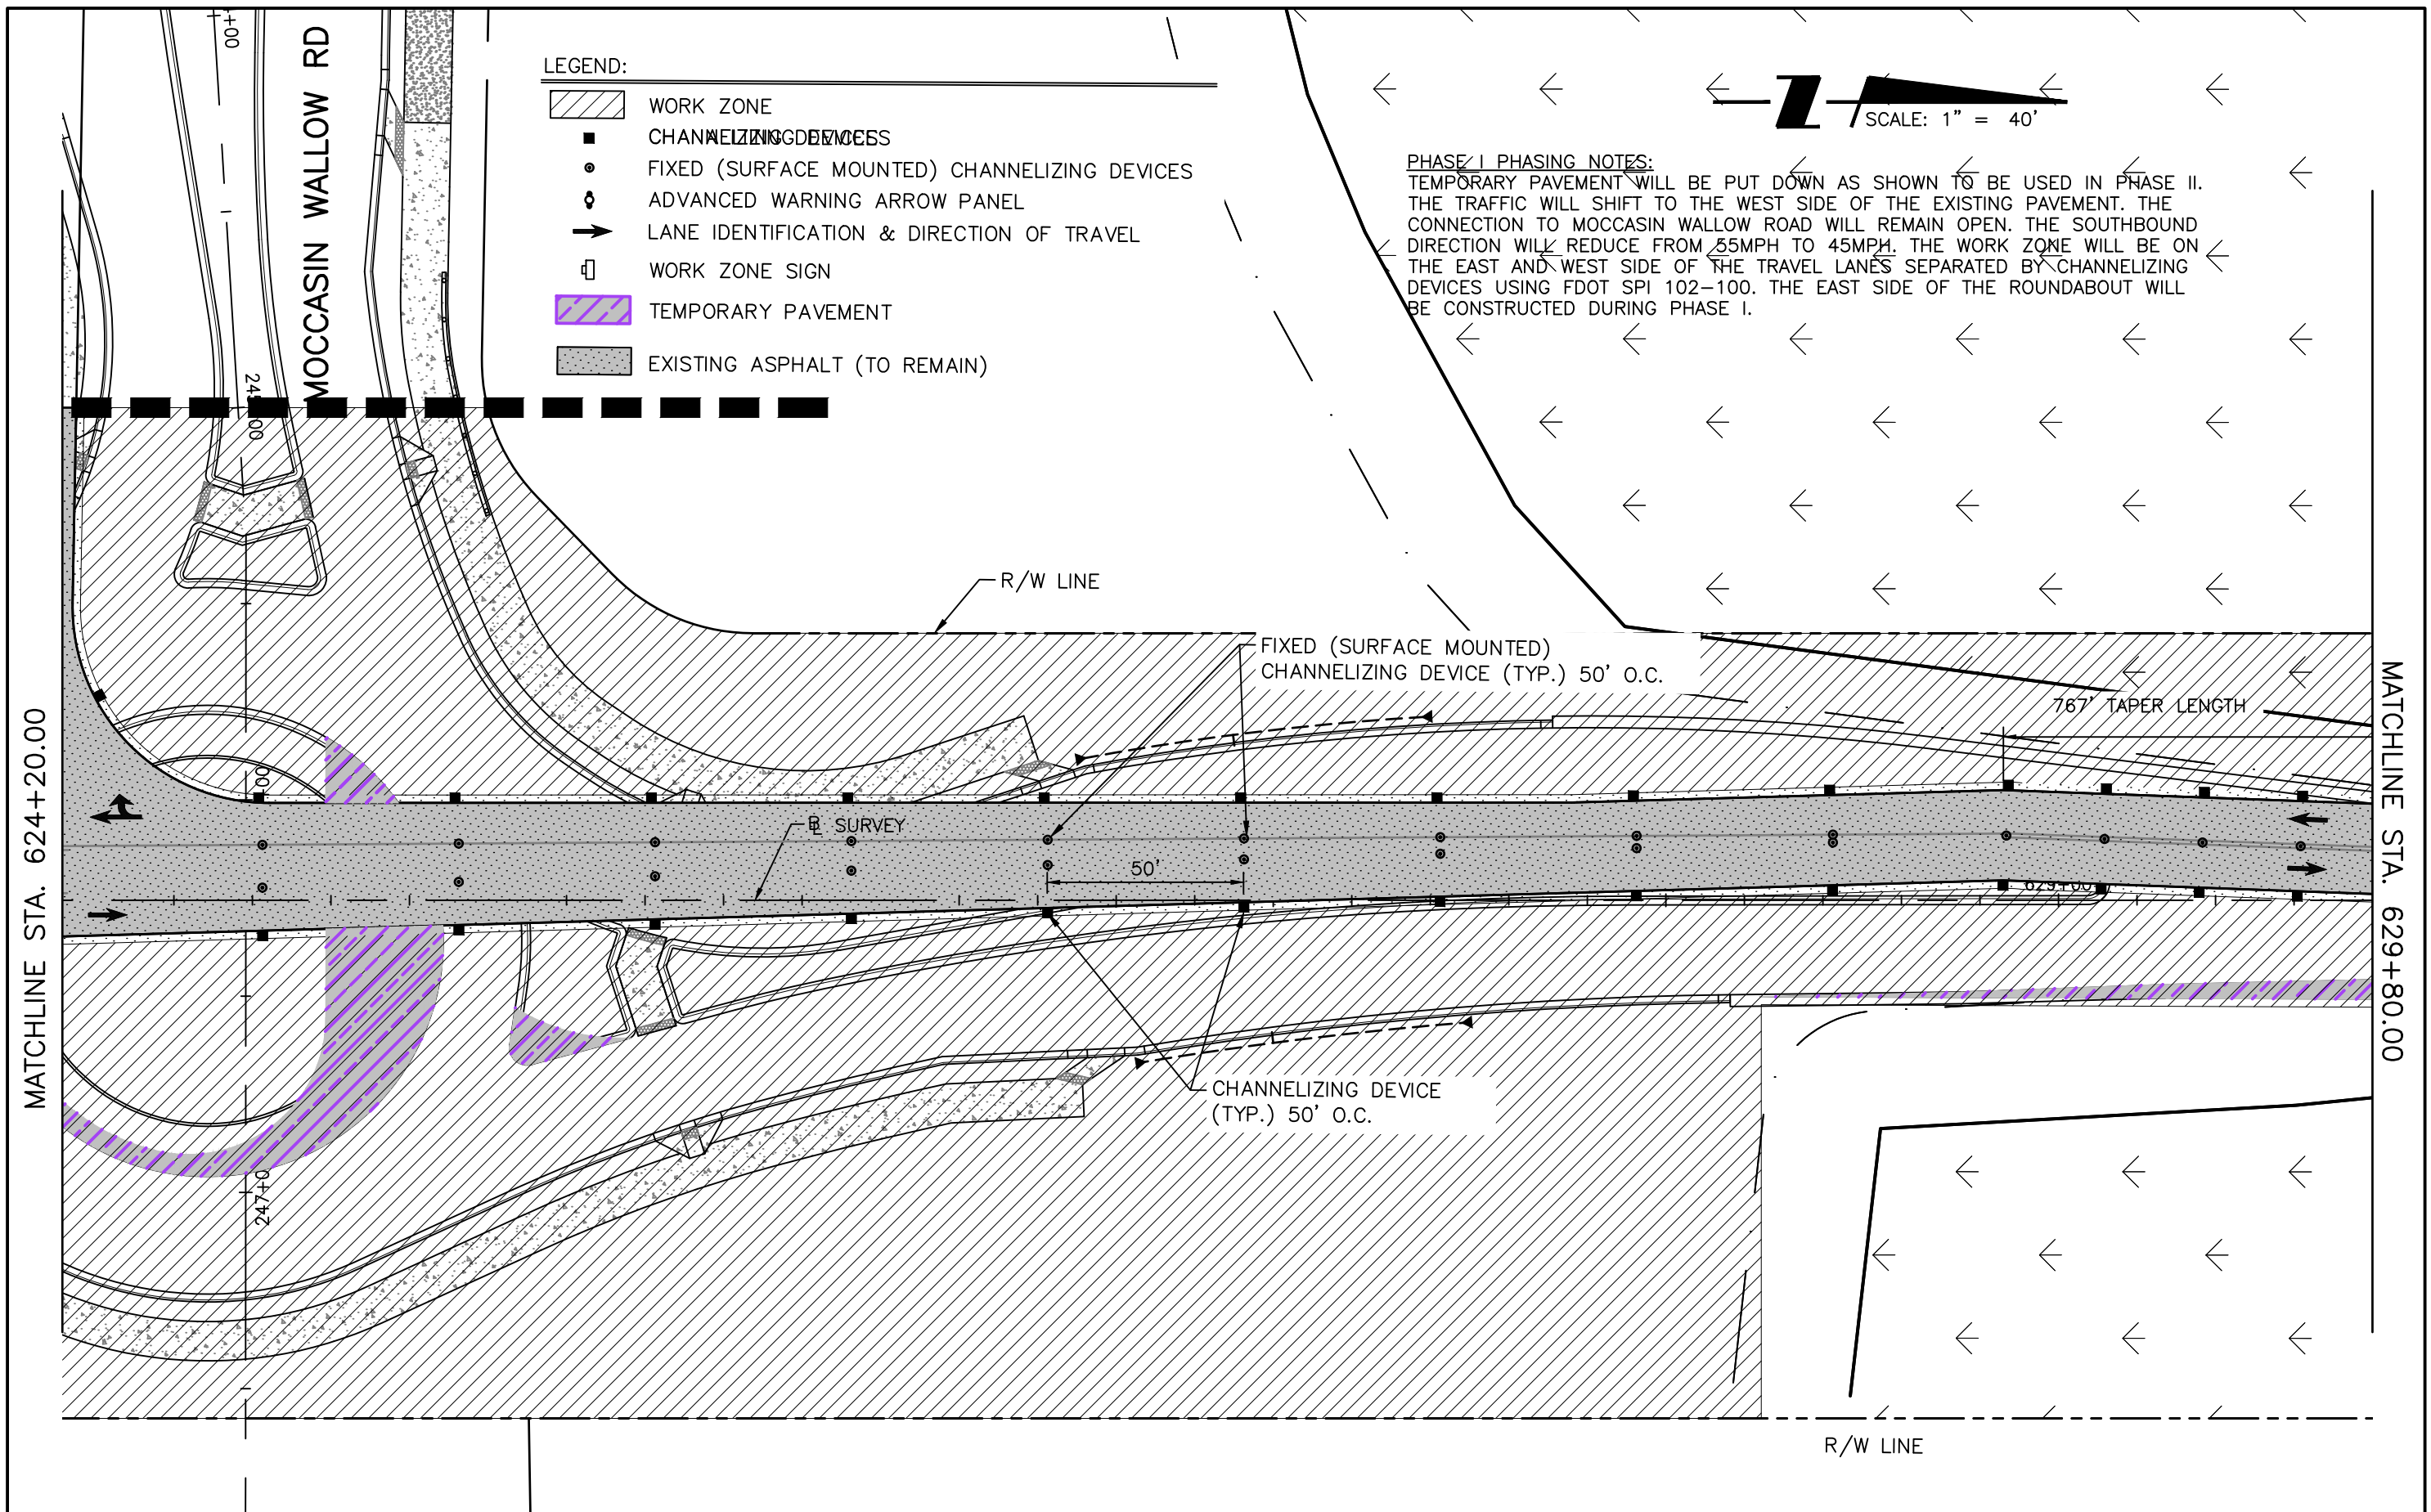 MOCCASIN WALLOW RD
LEGEND:
WORK ZONE
CHANNELIZING DEVICES
FIXED (SURFACE MOUNTED) CHANNELIZING DEVICES
ADVANCED WARNING ARROW PANEL
LANE IDENTIFICATION & DIRECTION OF TRAVEL
WORK ZONE SIGN
TEMPORARY PAVEMENT
EXISTING ASPHALT (TO REMAIN)
SCALE: 1" = 40'
PHASE I PHASING NOTES:
TEMPORARY PAVEMENT WILL BE PUT DOWN AS SHOWN TO BE USED IN PHASE II.
THE TRAFFIC WILL SHIFT TO THE WEST SIDE OF THE EXISTING PAVEMENT. THE
CONNECTION TO MOCCASIN WALLOW ROAD WILL REMAIN OPEN. THE SOUTHBOUND
DIRECTION WILL REDUCE FROM 55MPH TO 45MPH. THE WORK ZONE WILL BE ON
THE EAST AND WEST SIDE OF THE TRAVEL LANES SEPARATED BY CHANNELIZING
DEVICES USING FDOT SPI 102-100. THE EAST SIDE OF THE ROUNDABOUT WILL
BE CONSTRUCTED DURING PHASE I.
R/W LINE
FIXED (SURFACE MOUNTED)
CHANNELIZING DEVICE (TYP.) 50' O.C.
767' TAPER LENGTH
MATCHLINE STA. 624+20.00
MATCHLINE STA. 629+80.00
+00
+00
BL SURVEY
50'
629+00
CHANNELIZING DEVICE
(TYP.) 50' O.C.
247+0
R/W LINE